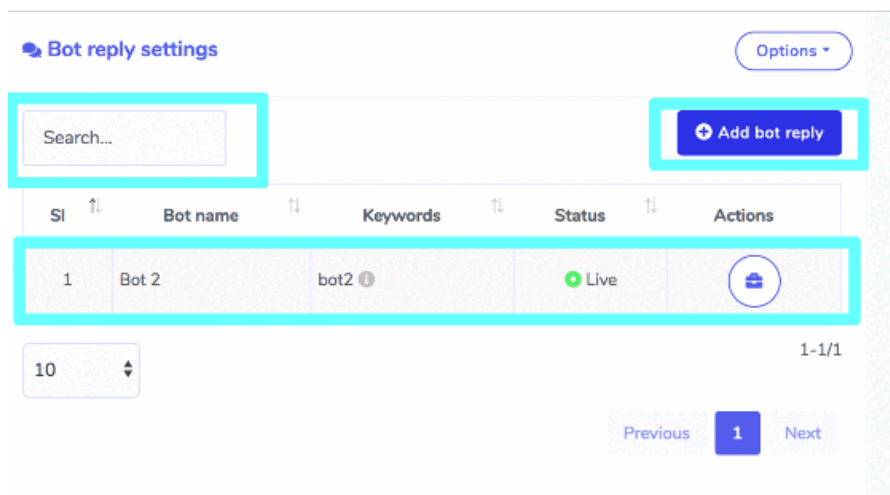 Bot reply settings
Options
Search...
Add bot reply
Sl Bot name Keywords Status Actions
1 Bot 2 bot2 Live
10
1-1/1
Previous 1 Next